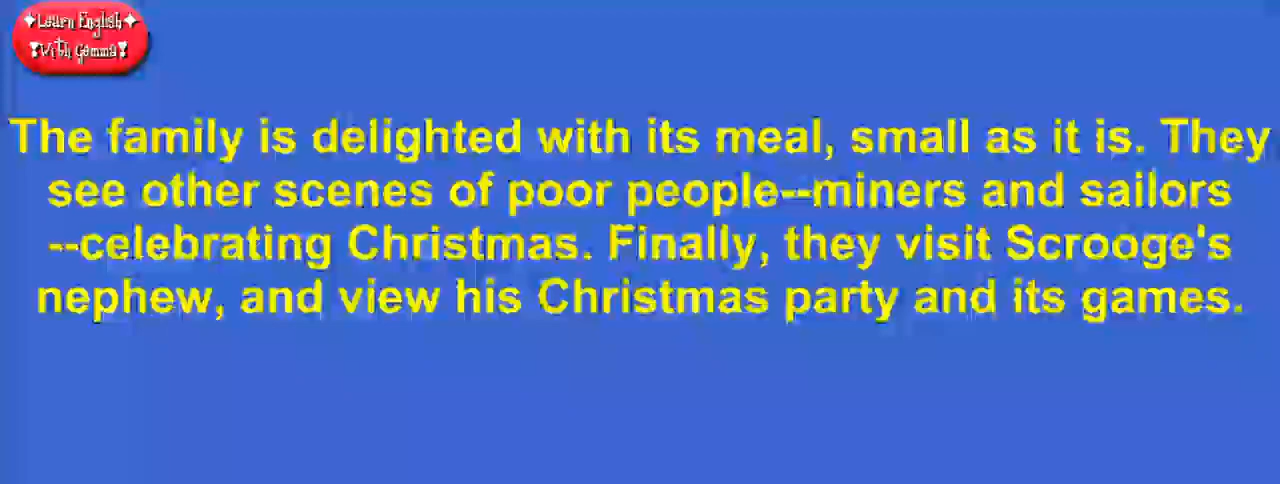 Learn English
With Gemma
The family is delighted with its meal, small as it is. They
see other scenes of poor people--miners and sailors
--celebrating Christmas. Finally, they visit Scrooge's
nephew, and view his Christmas party and its games.